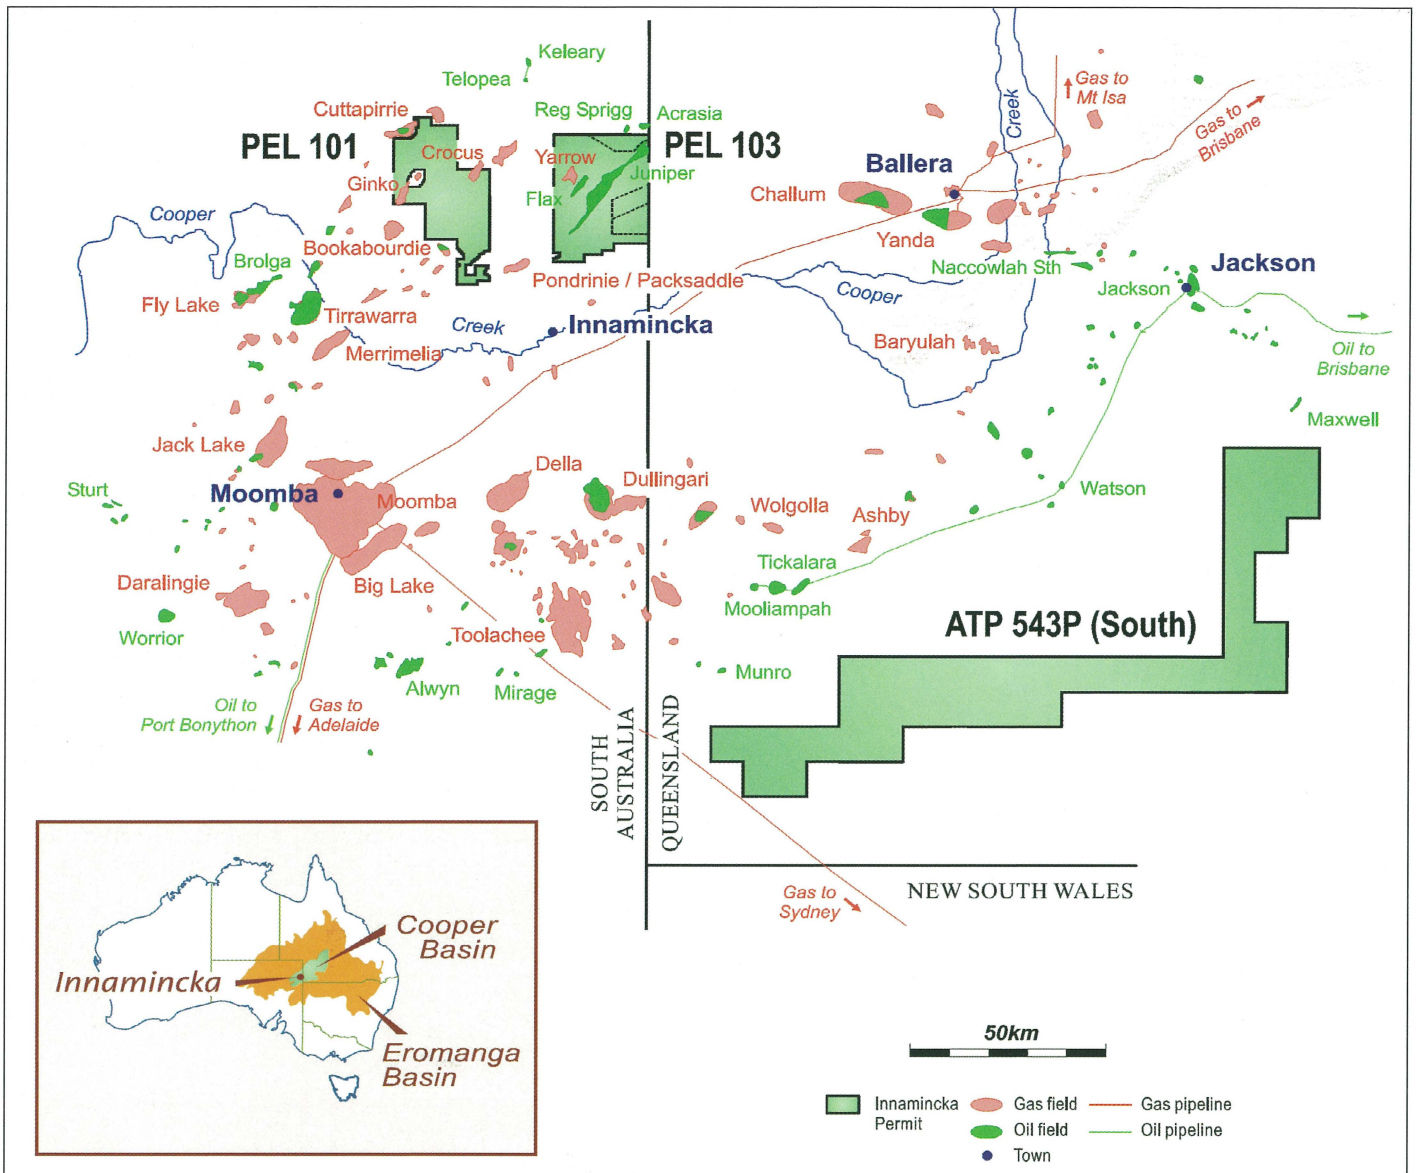 Keleary
Telopea
Cuttapirrie
Reg Sprigg
Acrasia
PEL 101
PEL 103
Crocus
Yarrow
Juniper
Ginko
Flax
Creek
Gas to
Mt Isa
Gas to
Brisbane
Ballera
Challum
Yanda
Cooper
Bookabourdie
Brolga
Fly Lake
Tirrawarra
Pondrinie / Packsaddle
Naccowlah Sth
Cooper
Jackson
Jackson
Creek
Innamincka
Merrimelia
Baryulah
Oil to
Brisbane
Maxwell
Jack Lake
Della
Dullingari
Sturt
Moomba
Moomba
Wolgolla
Ashby
Watson
Tickalara
Mooliampah
Daralingie
Big Lake
Worrior
Toolachee
ATP 543P (South)
Alwyn
Mirage
Munro
Oil to
Port Bonython
Gas to
Adelaide
SOUTH
AUSTRALIA
QUEENSLAND
NEW SOUTH WALES
Gas to
Sydney
Cooper
Basin
Innamincka
Eromanga
Basin
50km
Innamincka
Permit
Gas field
Gas pipeline
Oil field
Oil pipeline
Town